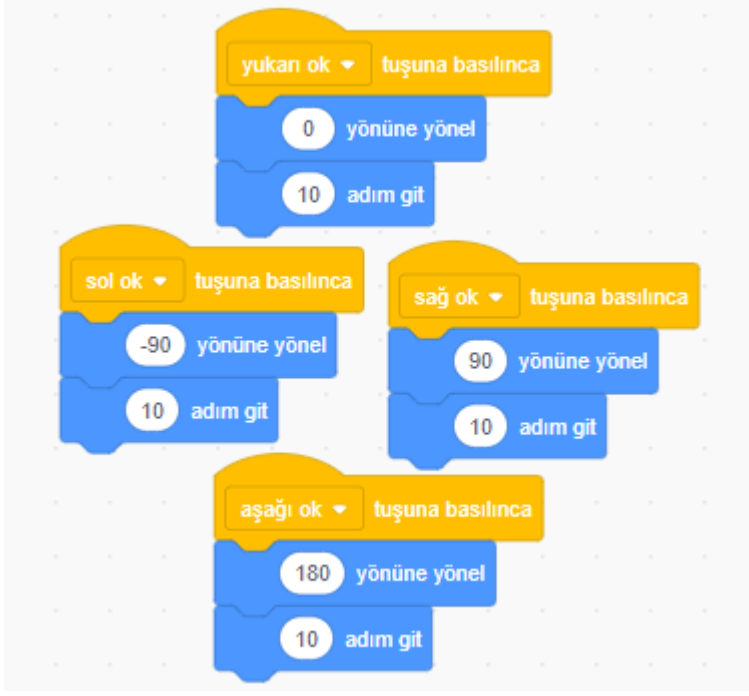 yukarı ok tuşuna basılınca
0 yönüne yönel
10 adım git
sol ok tuşuna basılınca
-90 yönüne yönel
10 adım git
sağ ok tuşuna basılınca
90 yönüne yönel
10 adım git
aşağı ok tuşuna basılınca
180 yönüne yönel
10 adım git